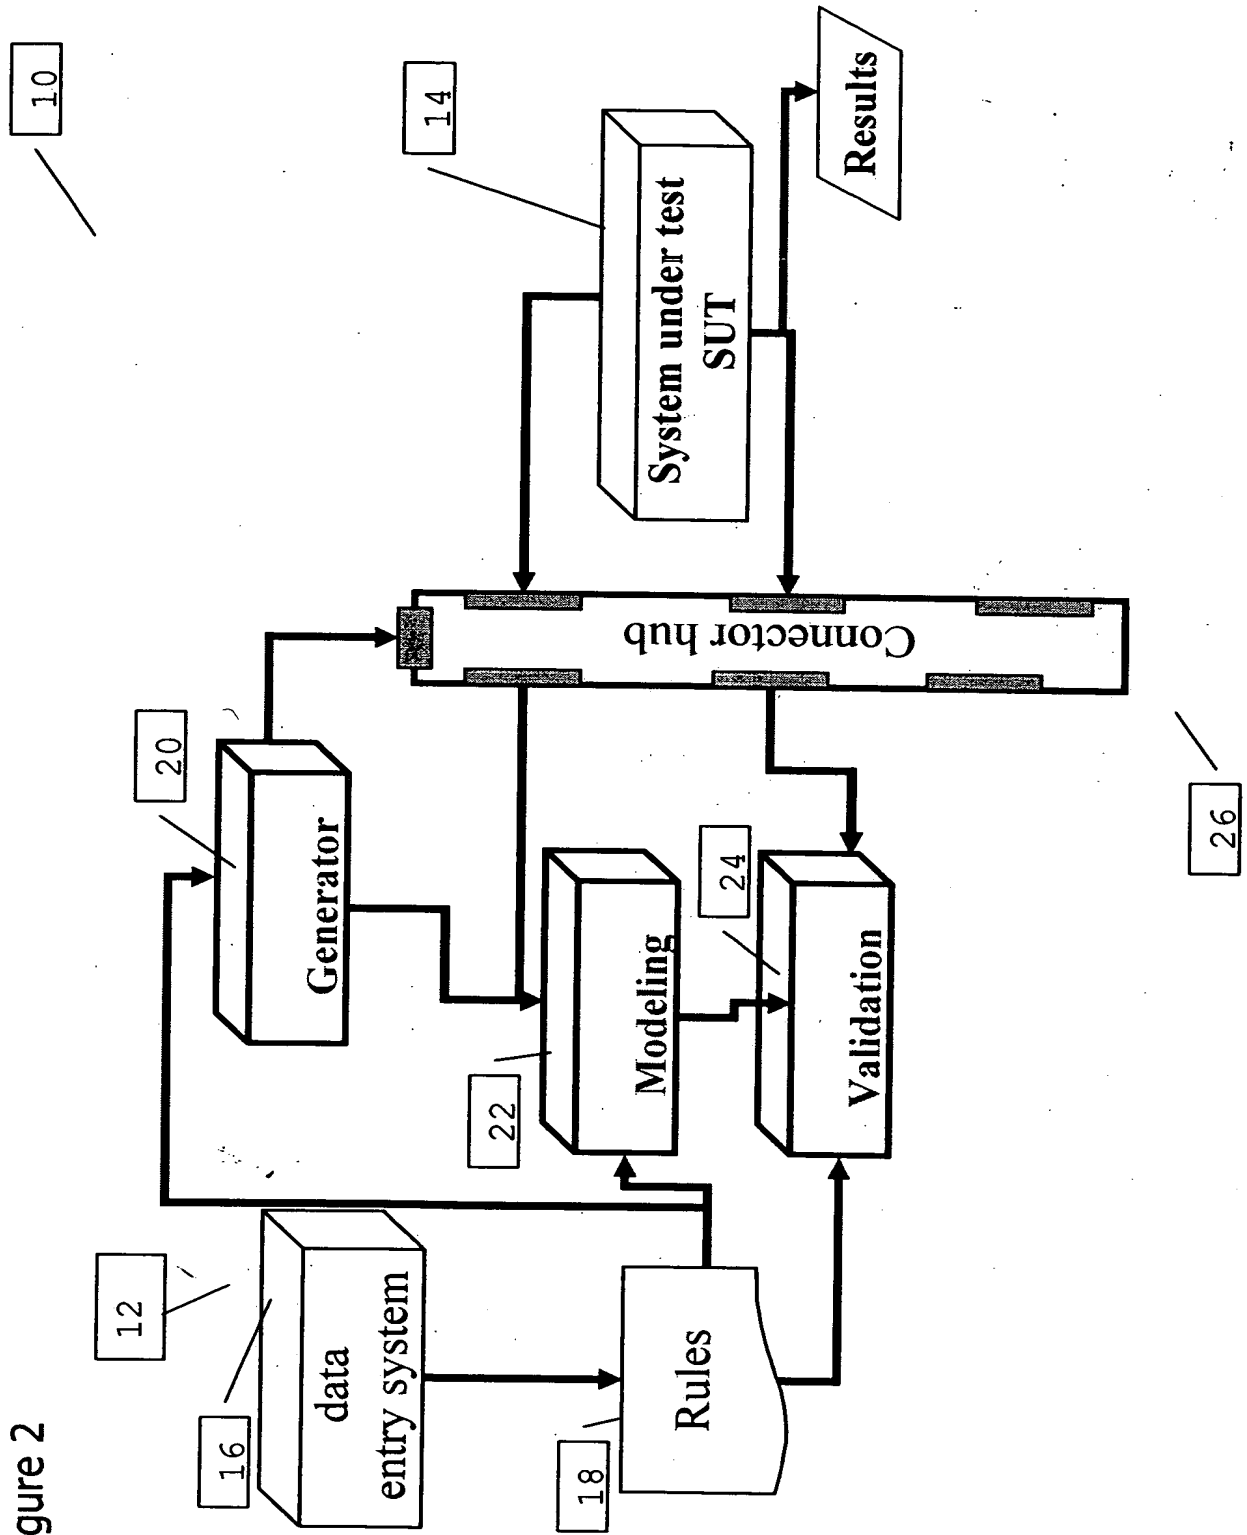 gure 2
10
12
16
data
entry system
18
Rules
20
Generator
22
Modeling
24
Validation
Connector hub
26
14
System under test
SUT
Results